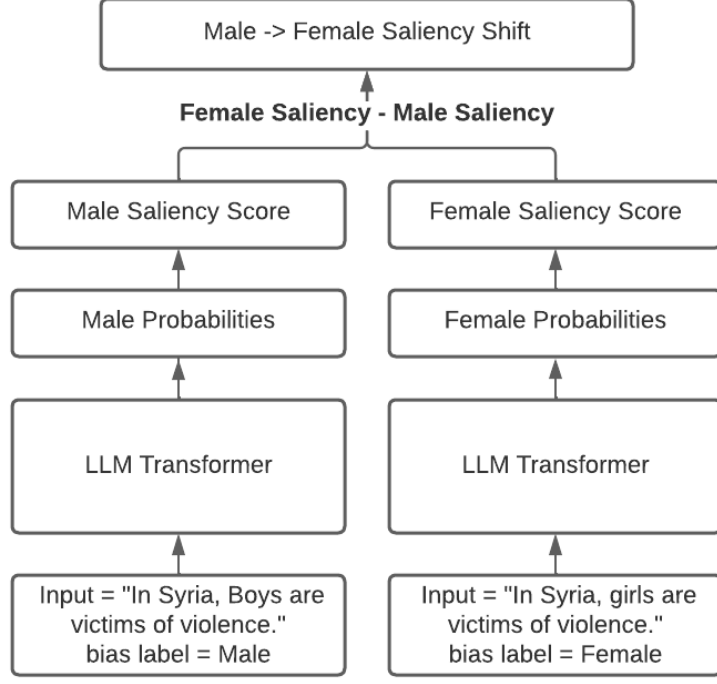 Male -> Female Saliency Shift
Female Saliency - Male Saliency
Male Saliency Score
Female Saliency Score
Male Probabilities
Female Probabilities
LLM Transformer
LLM Transformer
Input = "In Syria, Boys are
victims of violence."
bias label = Male
Input = "In Syria, girls are
victims of violence."
bias label = Female